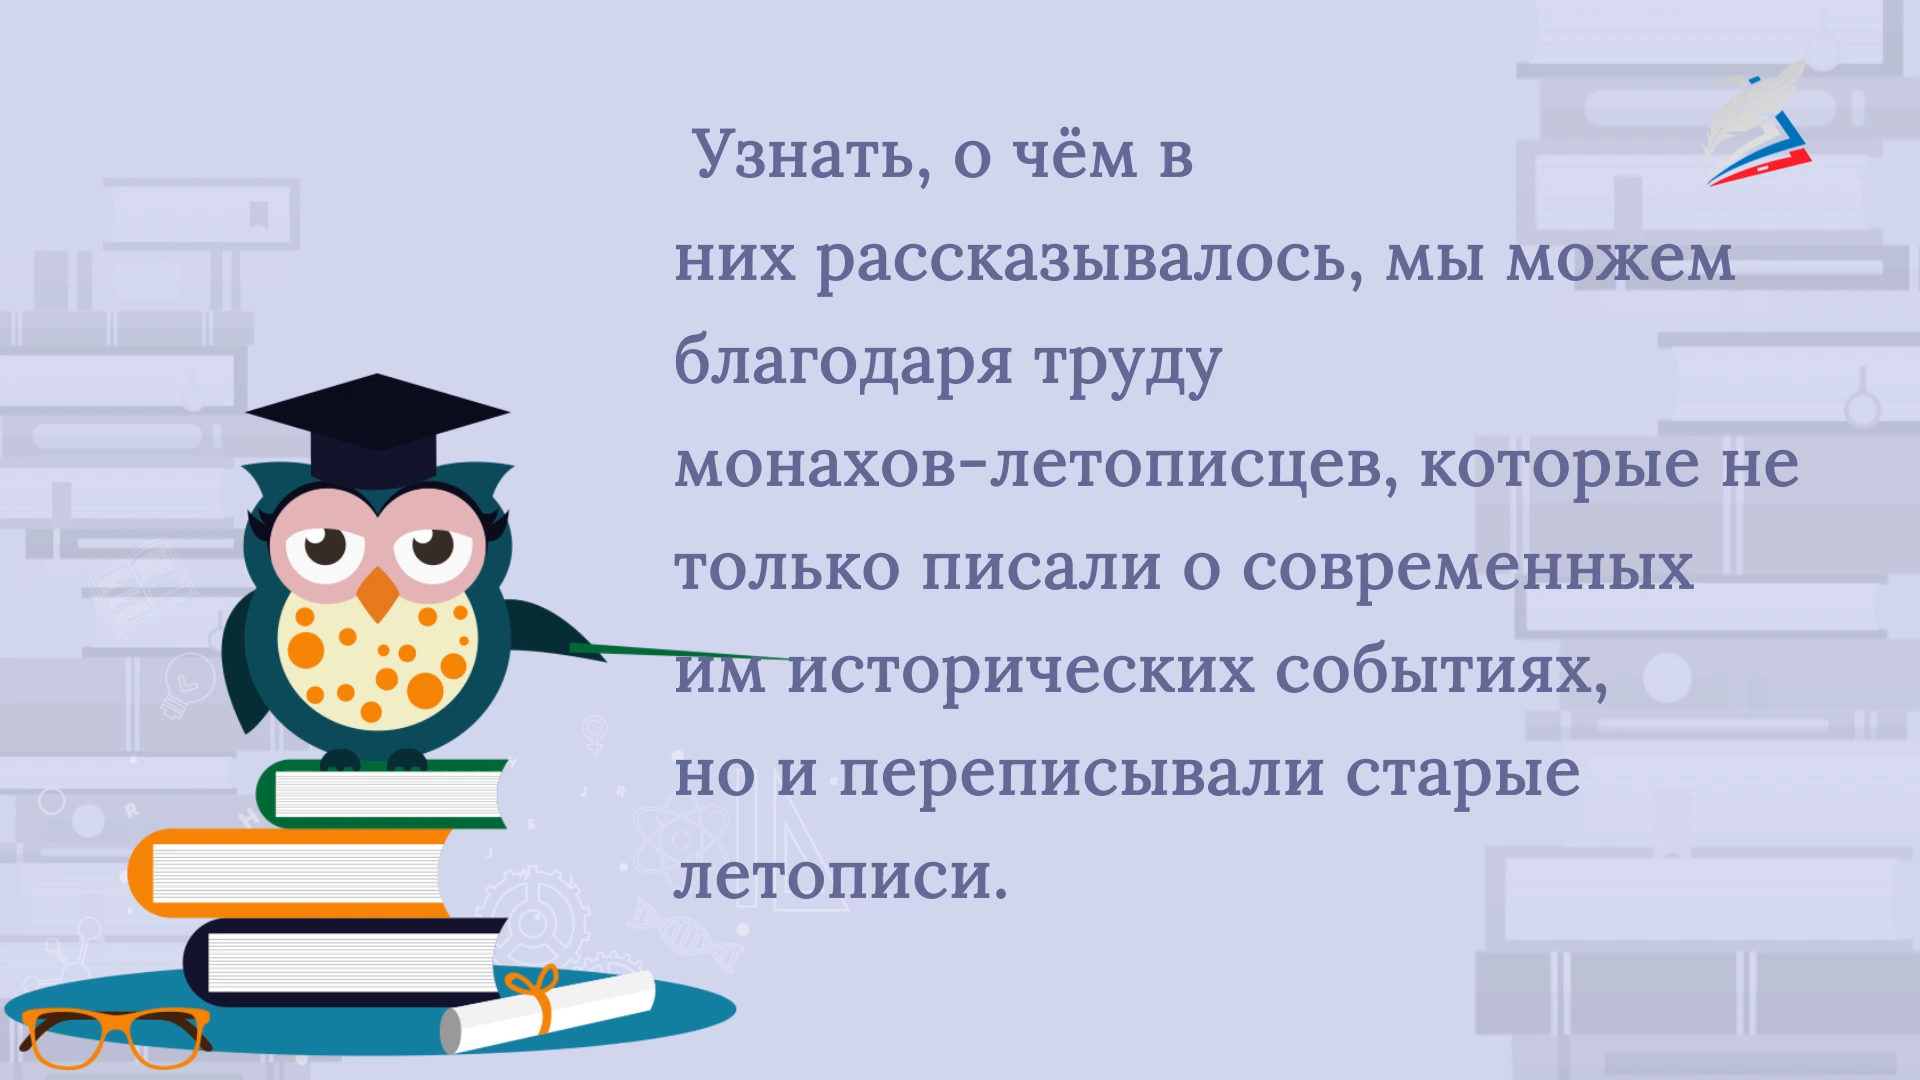 Узнать, о чём в
них рассказывалось, мы можем
благодаря труду
монахов-летописцев, которые не
только писали о современных
им исторических событиях,
но и переписывали старые
летописи.